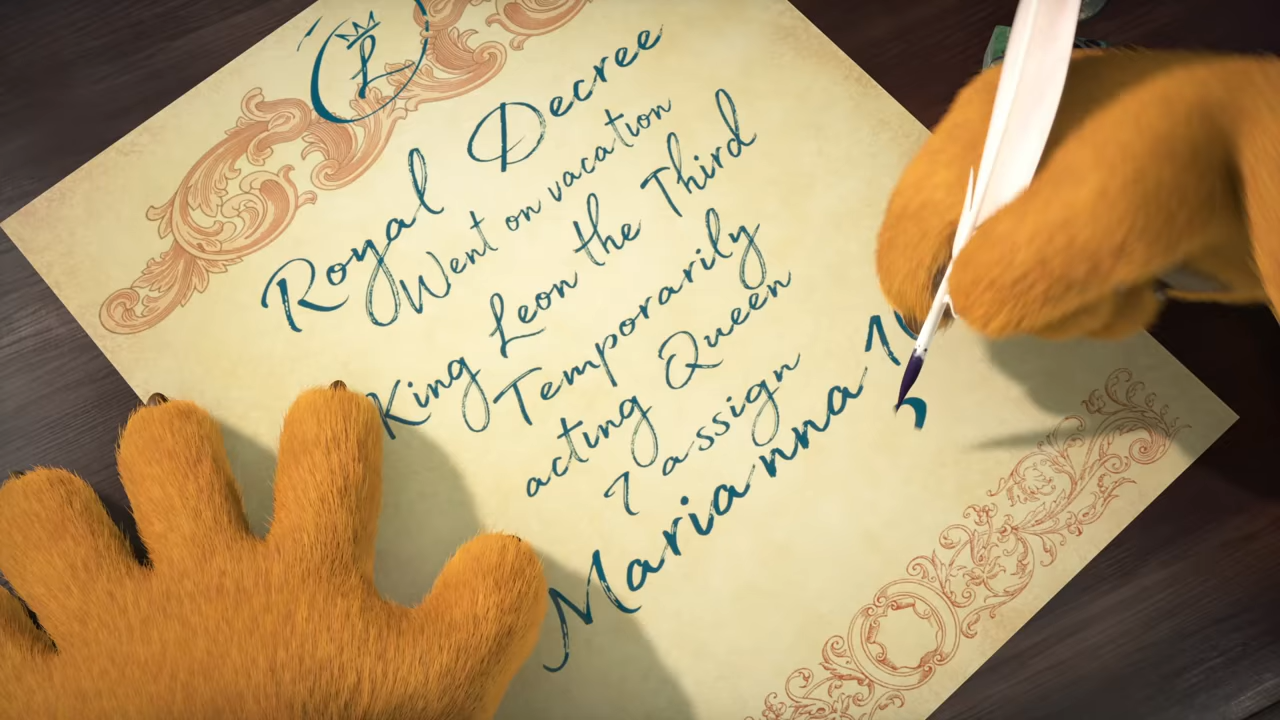 L
Royal Decree
Went on vacation
King Leon the Third
Temporarily
acting Queen
I assign
Marianna